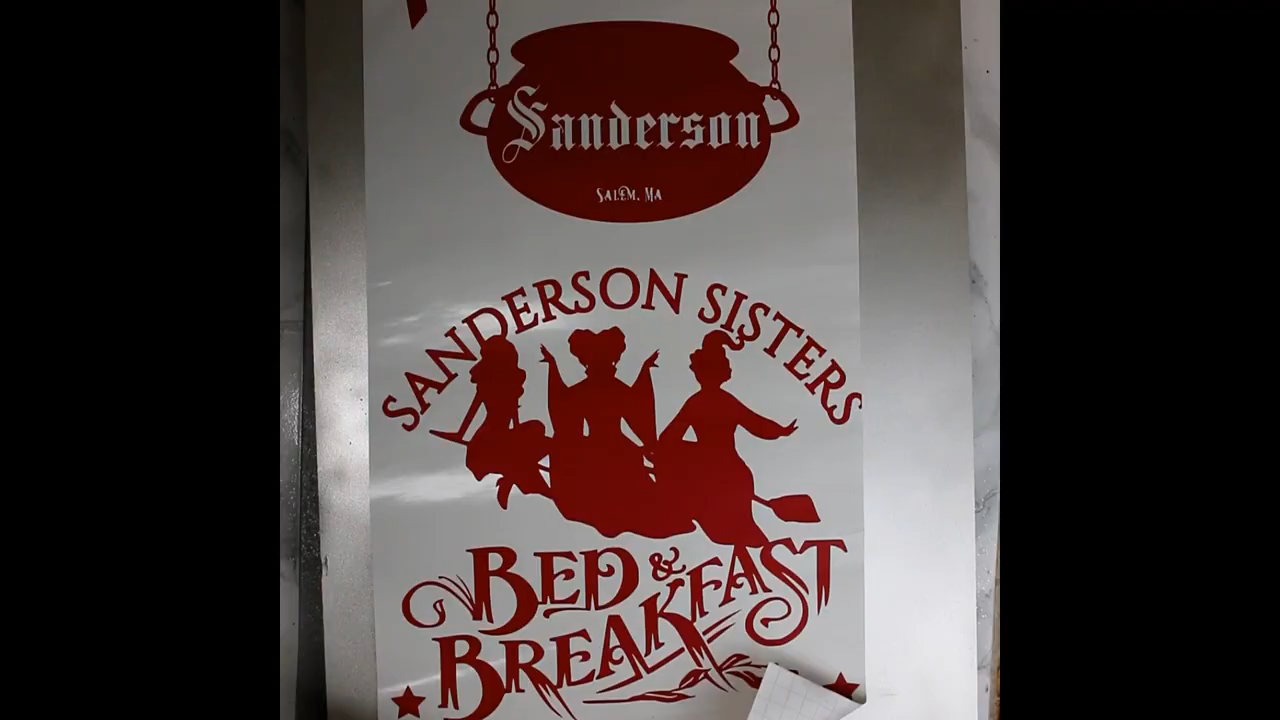 Sanderson
SALEM, MA
SANDERSON SISTERS
BED &
BREAKFAST